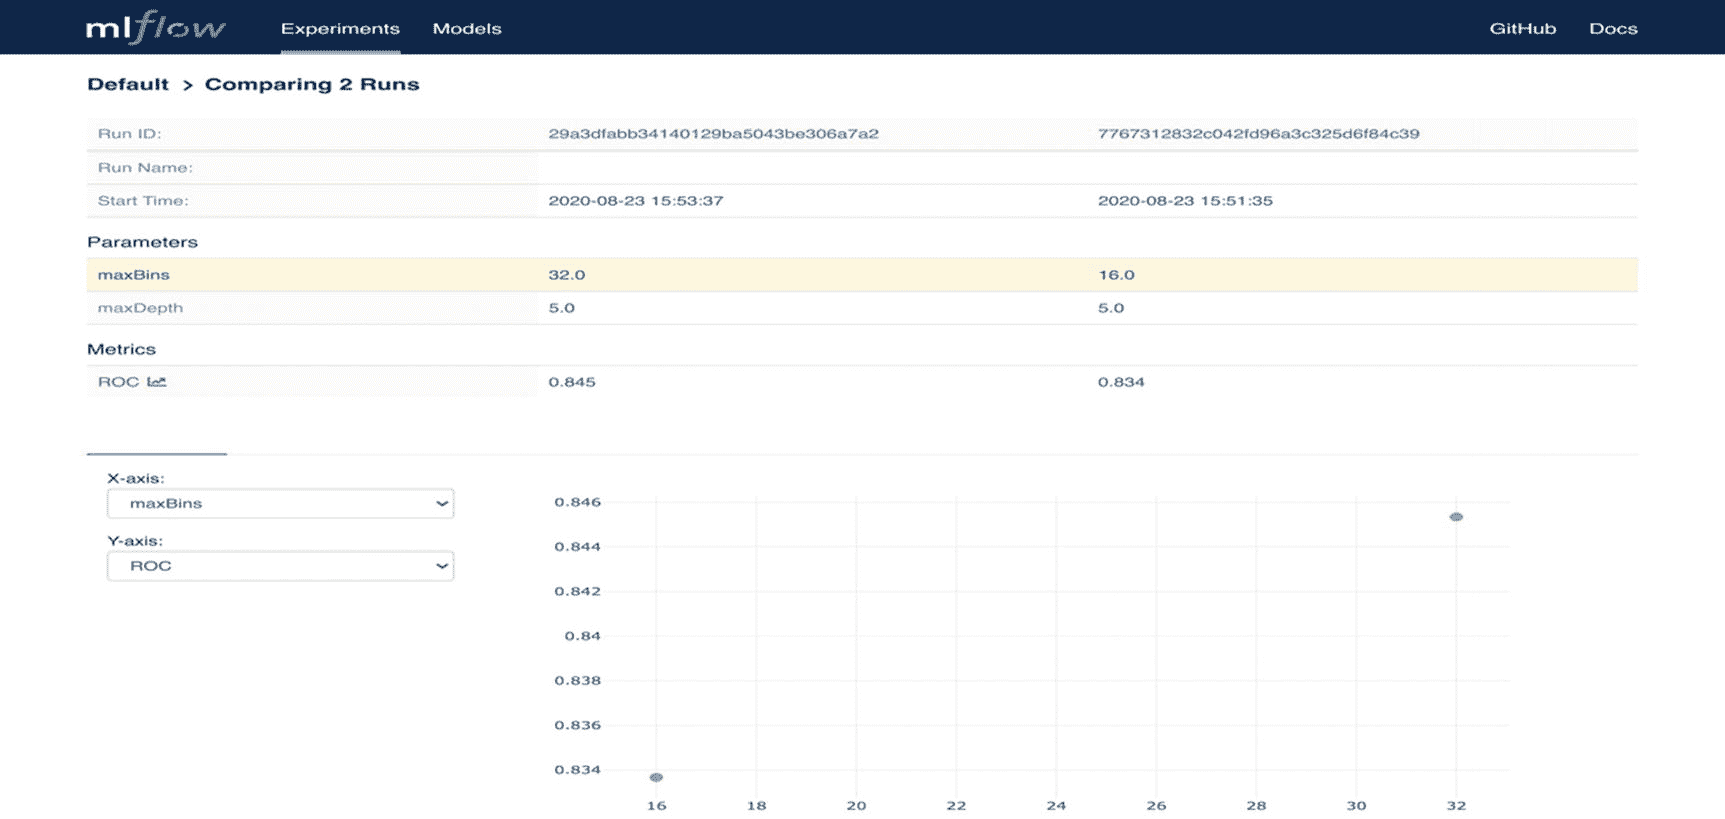 mlflow Experiments Models GitHub Docs
Default > Comparing 2 Runs
Run ID: 29a3dfabb34140129ba5043be306a7a2 7767312832c042fd96a3c325d6f84c39
Run Name:
Start Time: 2020-08-23 15:53:37 2020-08-23 15:51:35
Parameters
maxBins 32.0 16.0
maxDepth 5.0 5.0
Metrics
ROC 0.845 0.834
X-axis:
maxBins
Y-axis:
ROC
0.846
0.844
0.842
0.84
0.838
0.836
0.834
16 18 20 22 24 26 28 30 32